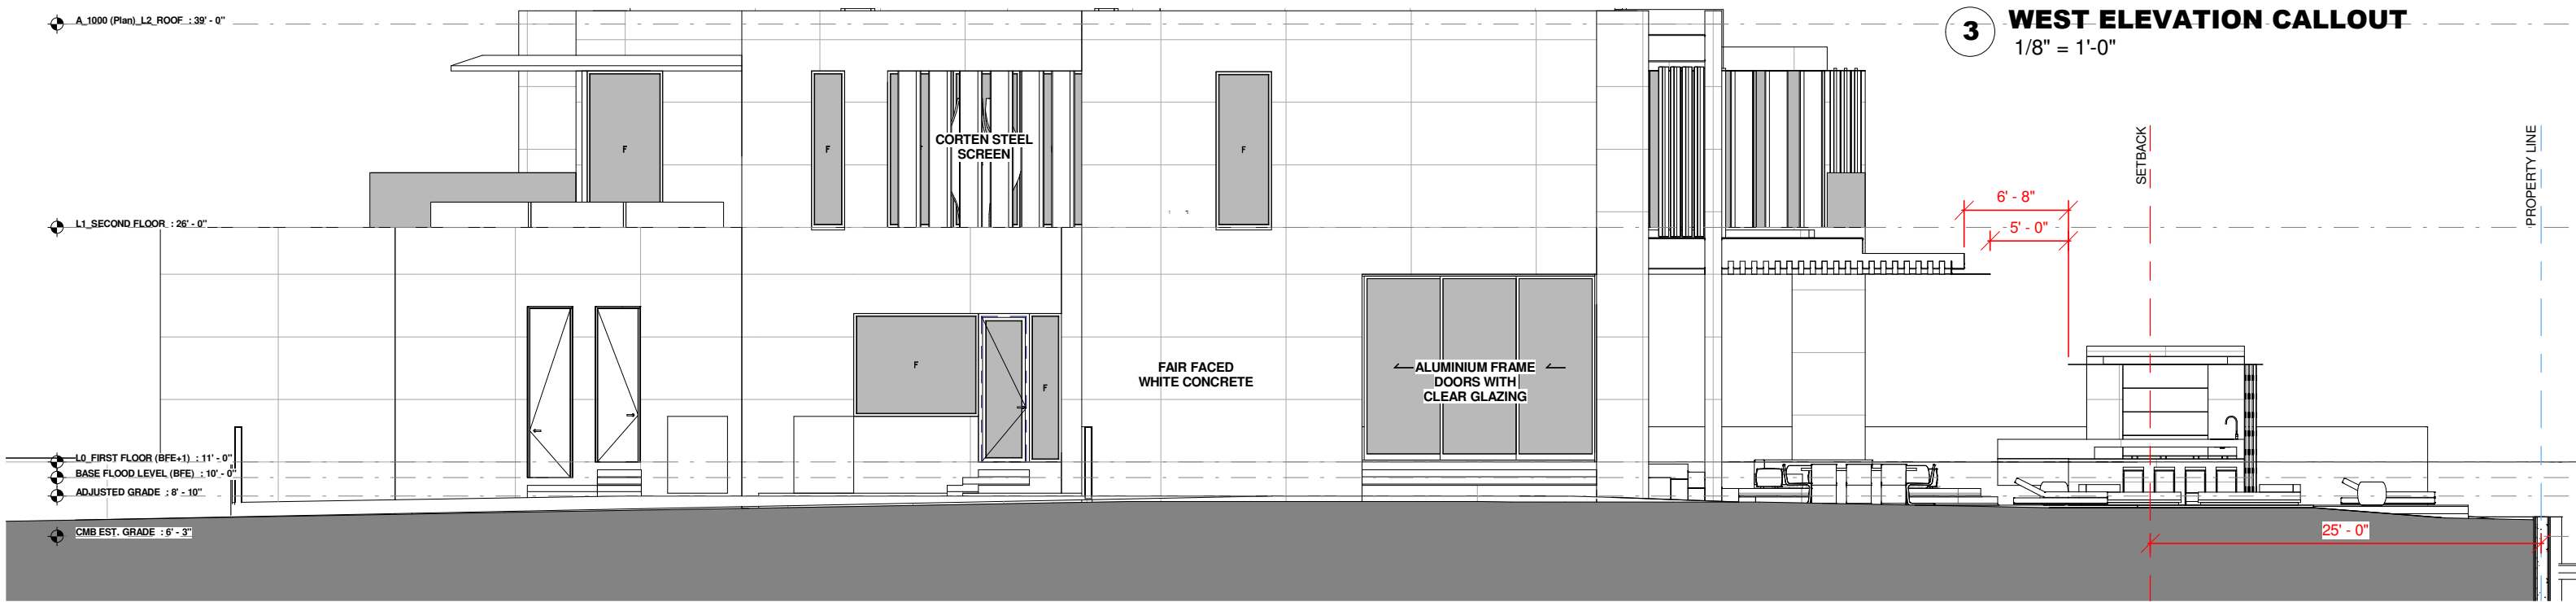 A_1000 (Plan)_L2_ROOF : 39' - 0"
3
WEST ELEVATION CALLOUT
1/8" = 1'-0"
SETBACK
PROPERTY LINE
F
F
F
CORTEN STEEL
SCREEN
6' - 8"
5' - 0"
L1_SECOND FLOOR : 26' - 0"
F
F
FAIR FACED
WHITE CONCRETE
ALUMINIUM FRAME
DOORS WITH
CLEAR GLAZING
L0_FIRST FLOOR (BFE+1) : 11' - 0"
BASE FLOOD LEVEL (BFE) : 10' - 0"
ADJUSTED GRADE : 8' - 10"
CMB EST. GRADE : 6' - 3"
25' - 0"